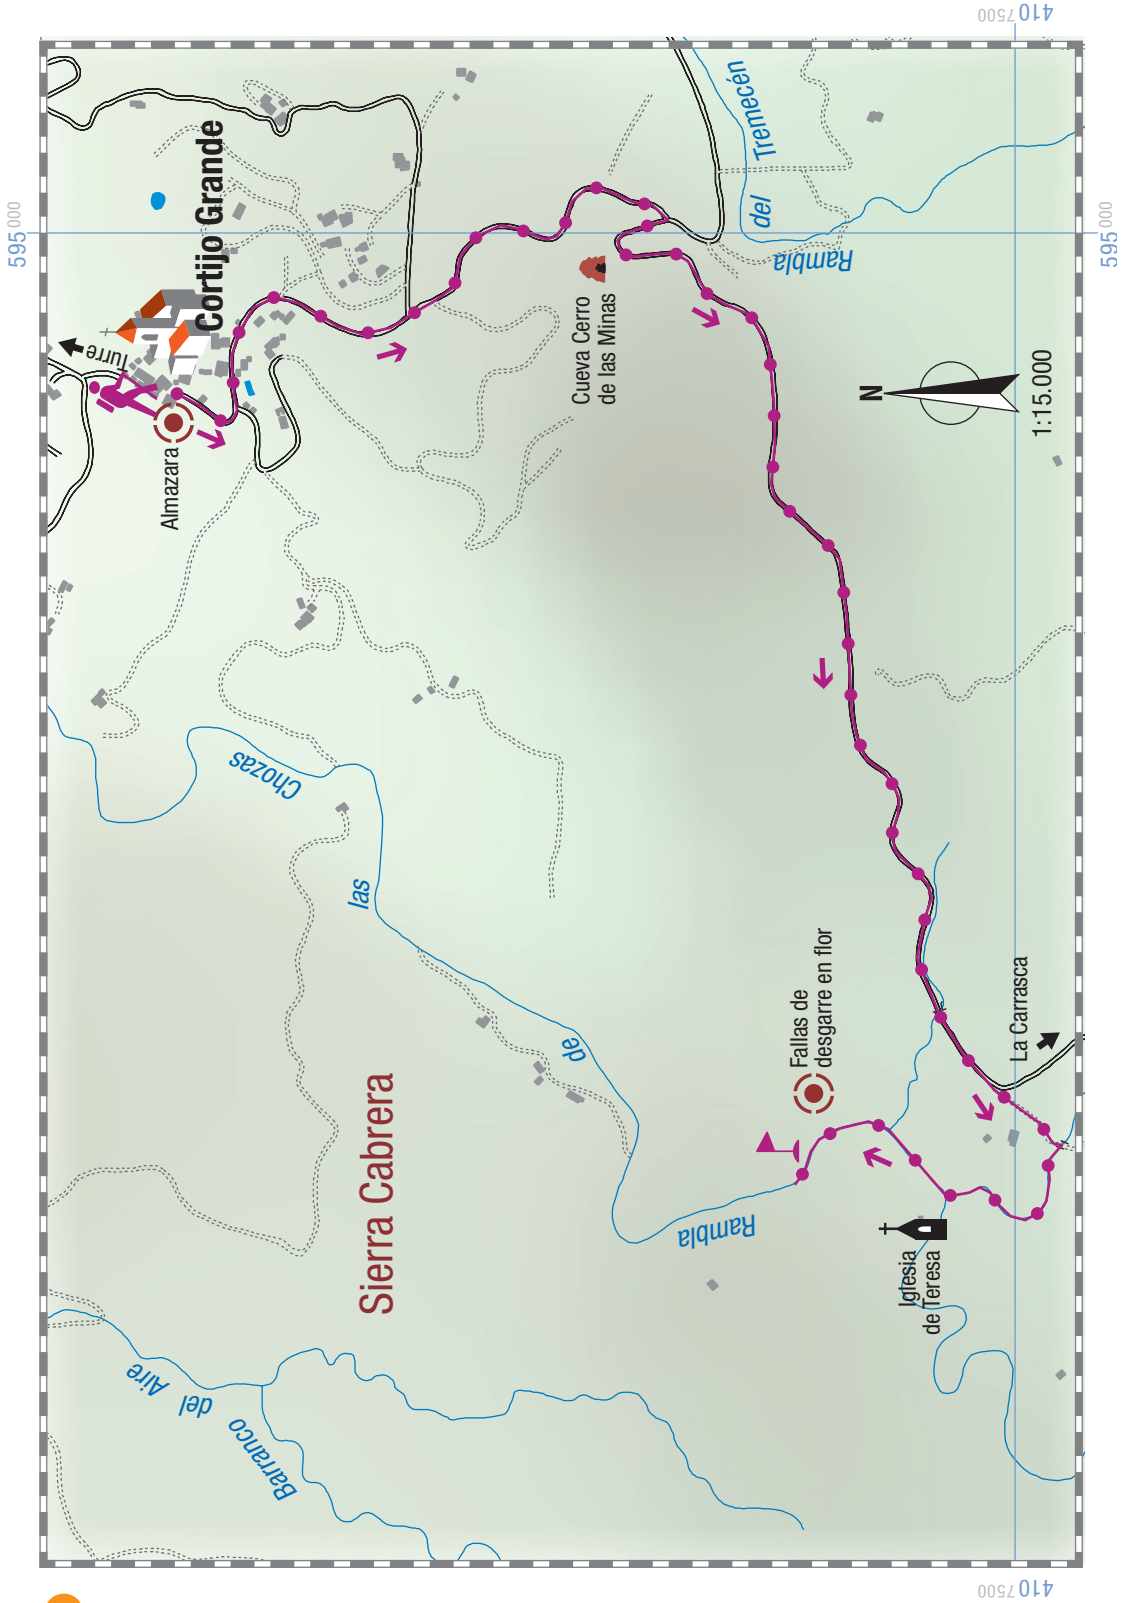 Turre
Cortijo Grande
Almazara
Cueva Cerro
de las Minas
Rambla
del
Tremecén
Chozas
las
de
Rambla
Sierra Cabrera
Barranco
del
Aire
Fallas de
desgarre en flor
La Carrasca
Iglesia
de Teresa
N
1:15.000
595 000
595 000
410 7500
410 7500